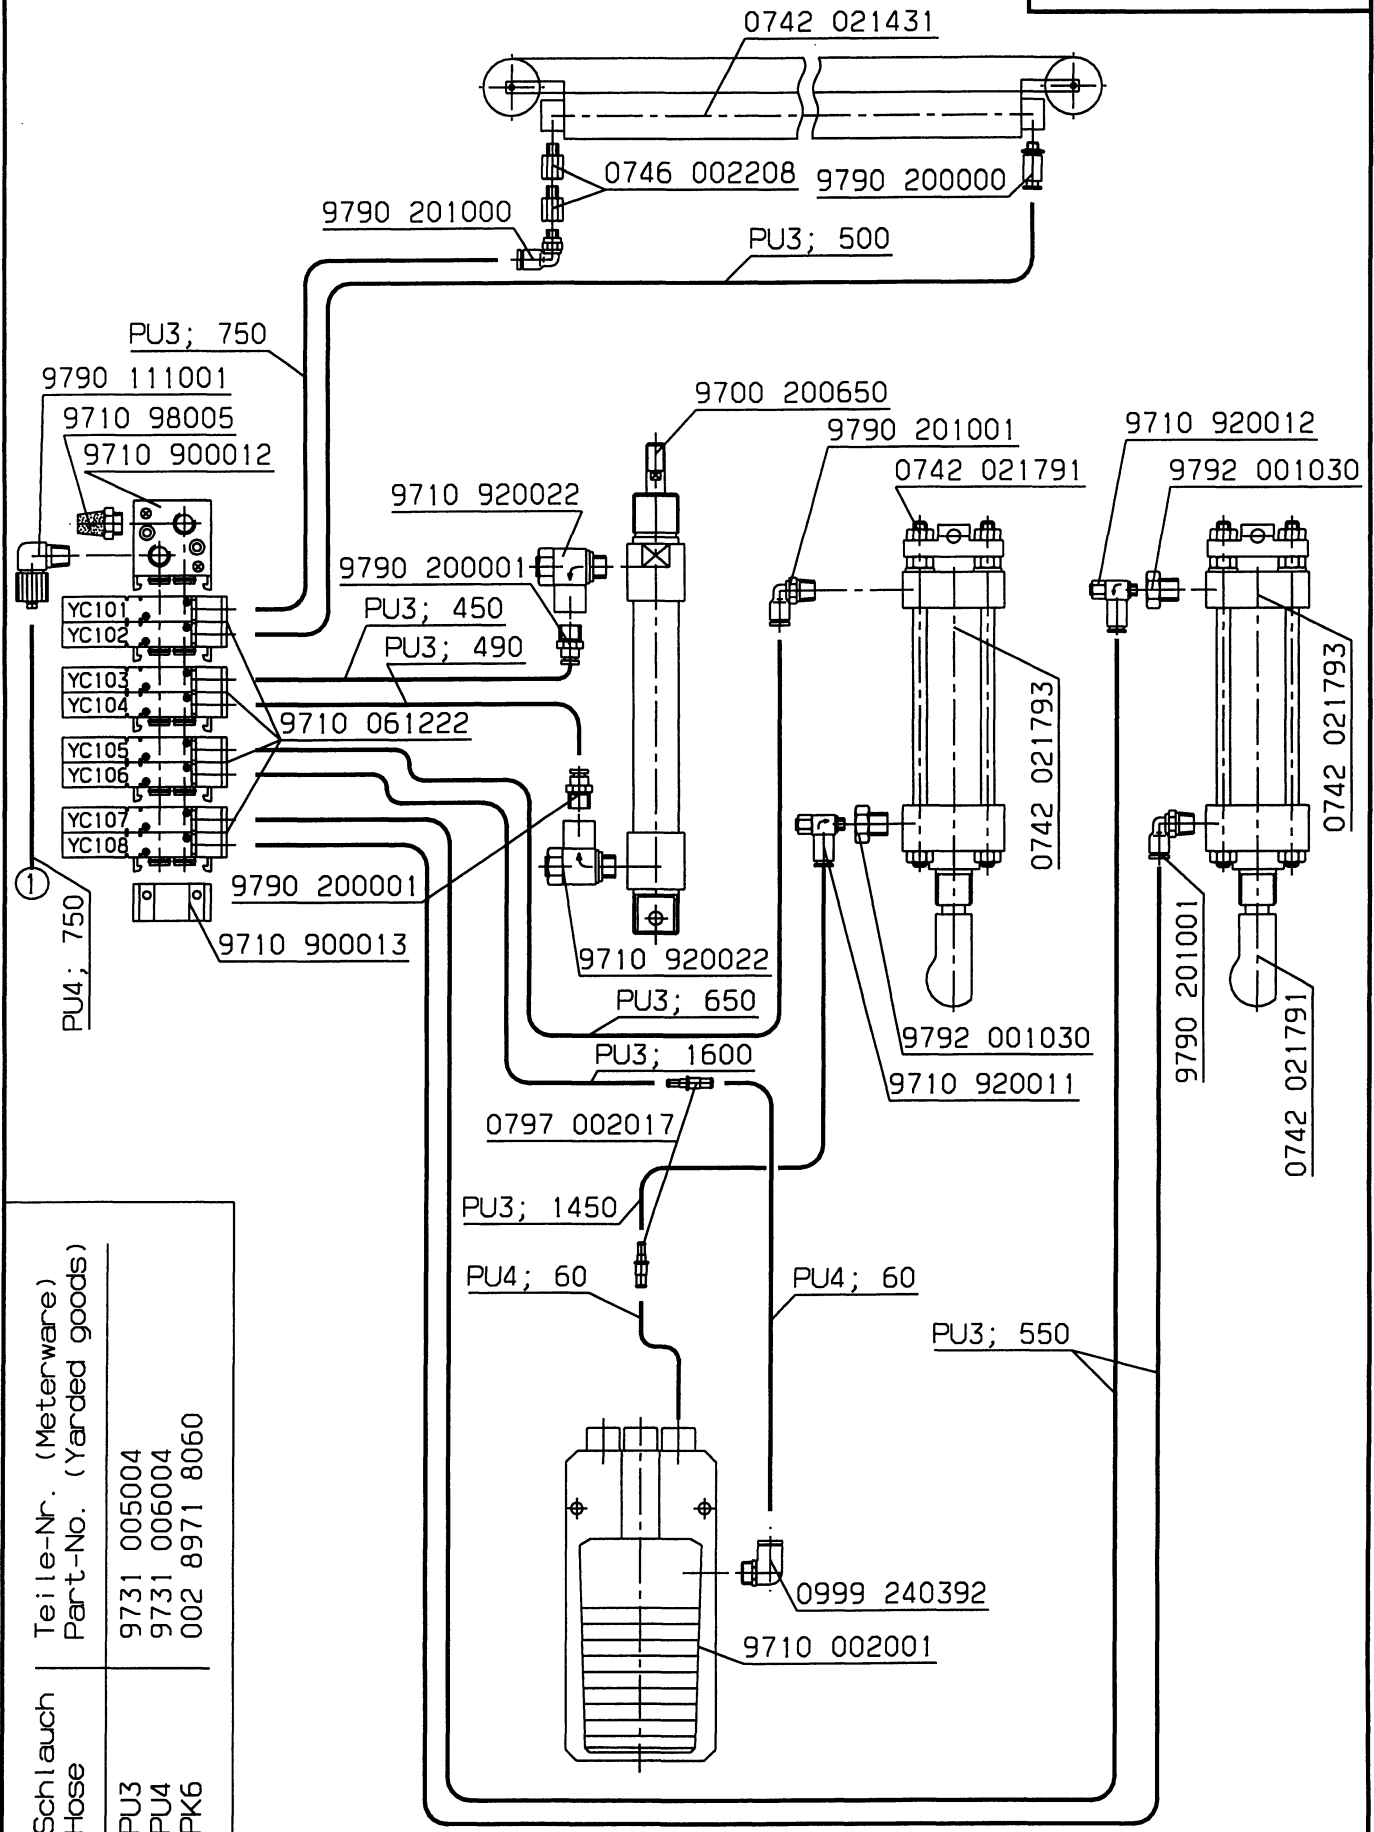 0742 021431
0746 002208
9790 200000
9790 201000
PU3; 500
PU3; 750
9790 111001
9710 98005
9710 900012
9700 200650
9790 201001
0742 021791
9710 920012
9792 001030
9710 920022
9790 200001
PU3; 450
PU3; 490
YC101
YC102
YC103
YC104
YC105
YC106
YC107
YC108
9710 061222
0742 021793
0742 021793
1
PU4; 750
9790 200001
9710 900013
9710 920022
PU3; 650
9790 201001
0742 021791
PU3; 1600
9792 001030
9710 920011
0797 002017
PU3; 1450
PU4; 60
PU4; 60
PU3; 550
0999 240392
9710 002001
Schlauch Teile-Nr. (Meterware)
Hose Part-No. (Yarded goods)
PU3 9731 005004
PU4 9731 006004
PK6 002 8971 8060